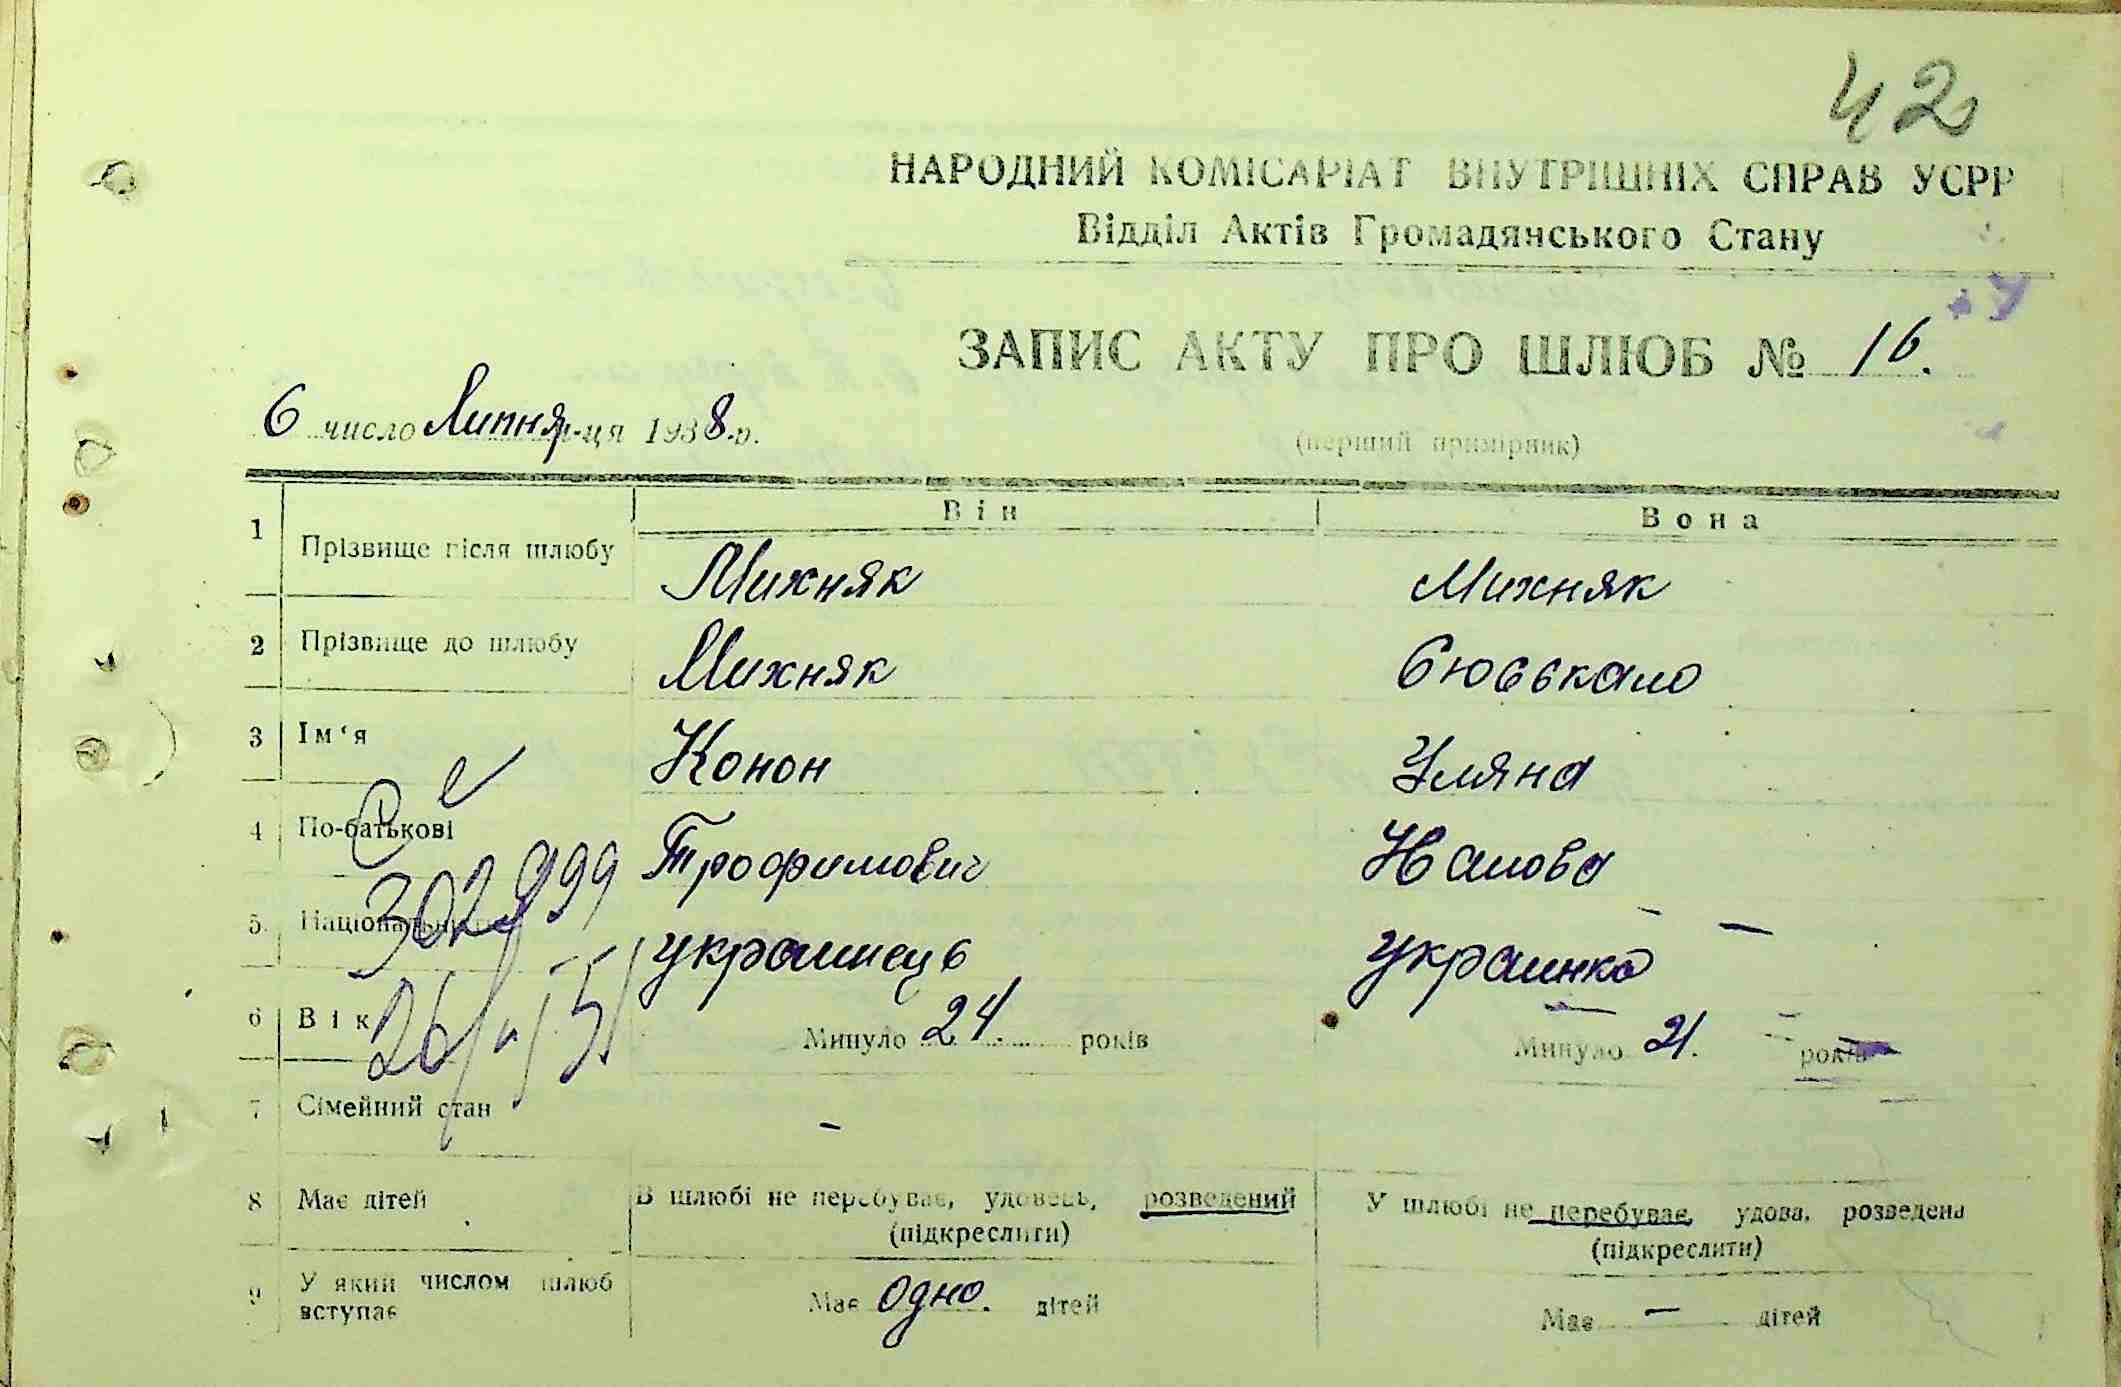 42
НАРОДНИЙ КОМІСАРІАТ ВНУТРІШНІХ СПРАВ УСРР
Відділ Актів Громадянського Стану
ЗАПИС АКТУ ПРО ШЛЮБ № 16.
6 число Липня м-ця 1938 р.
(перший примірник)
Він Вона
1 Прізвище після шлюбу Михняк Михняк
2 Прізвище до шлюбу Михняк
3 Ім'я Конон Уляна
4 По-батькові Трофимович
302999
5. Національність украинець украинка
6 Вік Минуло 24. років Минуло 21. років
7 Сімейний стан -
8 Має дітей В шлюбі не перебуває, удовець, розведений У шлюбі не перебуває, удова, розведена
(підкреслити) (підкреслити)
9 У який числом шлюб вступає Має одно. дітей Має — дітей